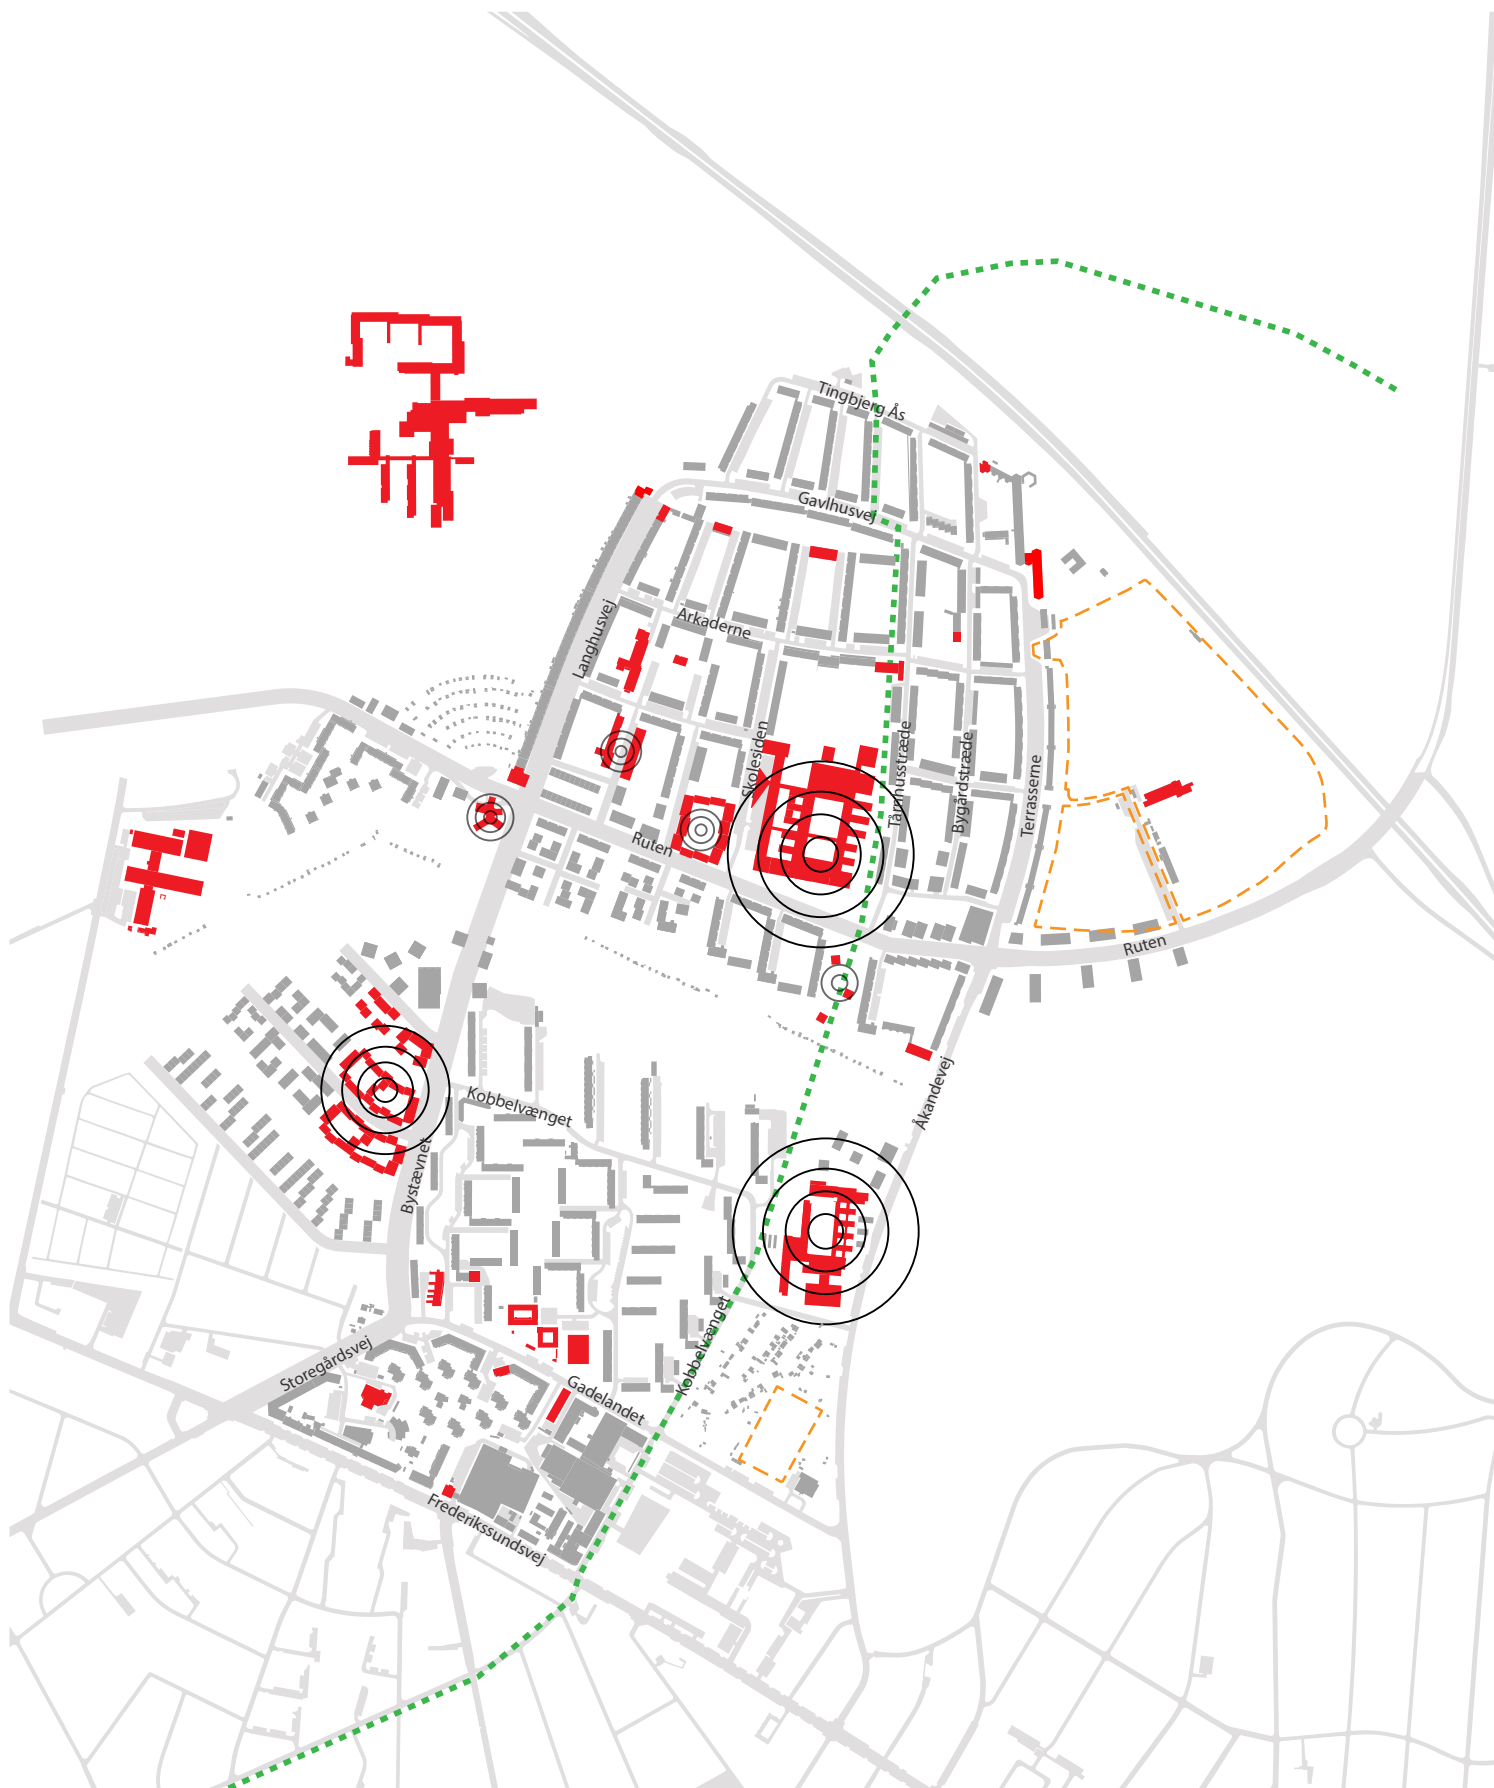 Tingbjerg Ås
Gavlhusvej
Arkaderne
Langhusvej
Skolesiden
Tårnhusstræde
Bygårdstræde
Terrasserne
Ruten
Ruten
Åkandevej
Kobbelvænget
Bystævnet
Kobbelvænget
Storegårdsvej
Gadelandet
Frederikssundsvej